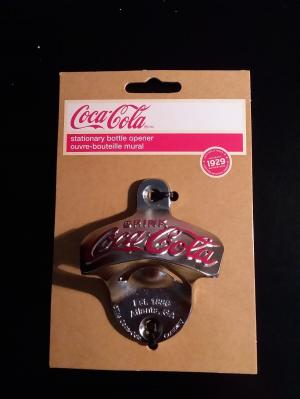 Coca-Cola
stationary bottle opener
ouvre-bouteille mural
1929
DRINK
Coca-Cola
Est. 1886
Atlanta, GA